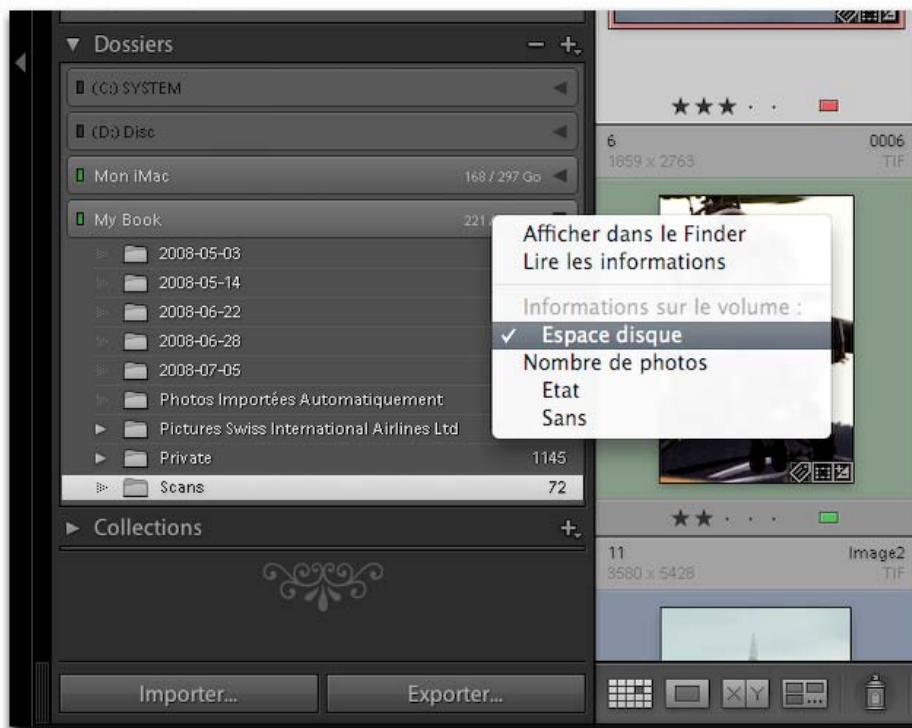 Dossiers
(C:) SYSTEM
(D:) Disc
Mon iMac 168 / 297 Go
My Book 221
2008-05-03
2008-05-14
2008-06-22
2008-06-28
2008-07-05
Photos Importées Automatiquement
Pictures Swiss International Airlines Ltd
Private 1145
Scans 72
Collections
Importer... Exporter...
Afficher dans le Finder
Lire les informations
Informations sur le volume :
Espace disque
Nombre de photos
Etat
Sans
6 0006
1859 x 2763 TIF
11 Image2
3580 x 5428 TIF
X Y